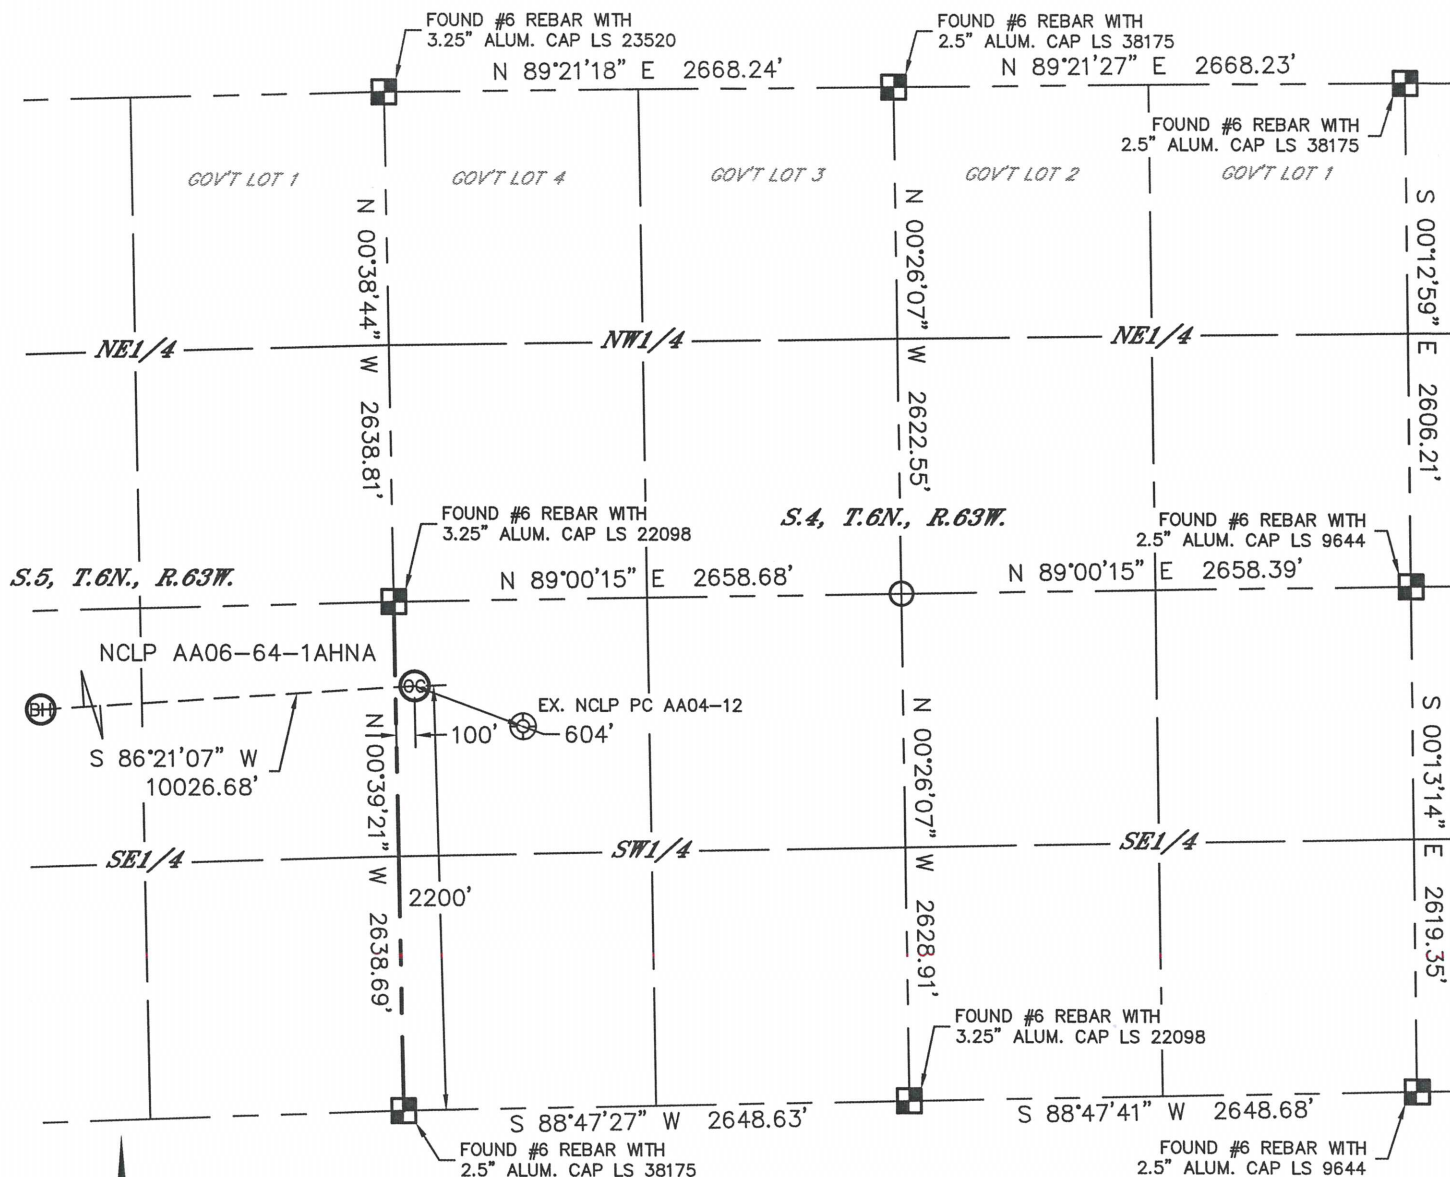 FOUND #6 REBAR WITH
3.25" ALUM. CAP LS 23520
FOUND #6 REBAR WITH
2.5" ALUM. CAP LS 38175
N 89°21'18" E 2668.24'
N 89°21'27" E 2668.23'
FOUND #6 REBAR WITH
2.5" ALUM. CAP LS 38175
GOV'T LOT 1
GOV'T LOT 4
GOV'T LOT 3
GOV'T LOT 2
GOV'T LOT 1
N 00°38'44" W 2638.81'
N 00°26'07" W 2622.55'
S 00°12'59" E 2606.21'
NE1/4
NW1/4
NE1/4
FOUND #6 REBAR WITH
3.25" ALUM. CAP LS 22098
S.4, T.6N., R.63W.
FOUND #6 REBAR WITH
2.5" ALUM. CAP LS 9644
S.5, T.6N., R.63W.
N 89°00'15" E 2658.68'
N 89°00'15" E 2658.39'
NCLP AA06-64-1AHNA
OG
BH
EX. NCLP PC AA04-12
100'
604'
S 86°21'07" W
10026.68'
N 00°39'21" W 2638.69'
N 00°26'07" W 2628.91'
S 00°13'14" E 2619.35'
SE1/4
SW1/4
SE1/4
2200'
FOUND #6 REBAR WITH
3.25" ALUM. CAP LS 22098
S 88°47'27" W 2648.63'
S 88°47'41" W 2648.68'
FOUND #6 REBAR WITH
2.5" ALUM. CAP LS 38175
FOUND #6 REBAR WITH
2.5" ALUM. CAP LS 9644